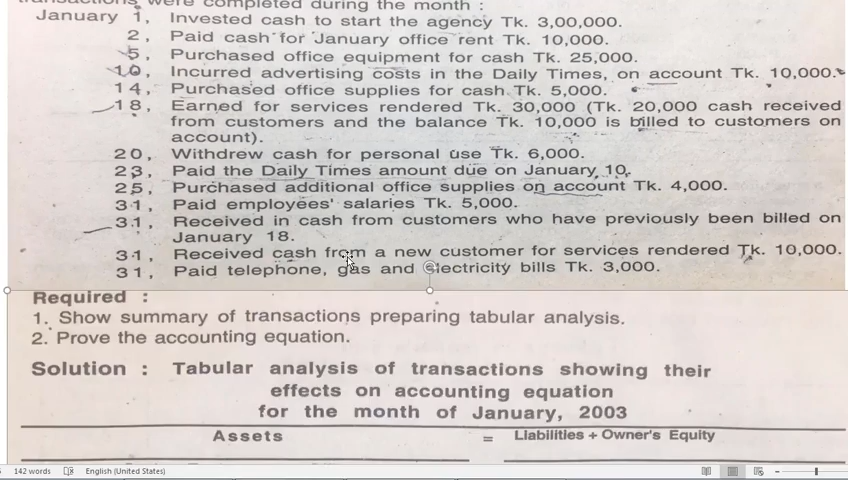 transactions were completed during the month :
January 1, Invested cash to start the agency Tk. 3,00,000.
2, Paid cash for January office rent Tk. 10,000.
5, Purchased office equipment for cash Tk. 25,000.
10, Incurred advertising costs in the Daily Times, on account Tk. 10,000.
14, Purchased office supplies for cash Tk. 5,000.
18, Earned for services rendered Tk. 30,000 (Tk. 20,000 cash received
from customers and the balance Tk. 10,000 is billed to customers on
account).
20, Withdrew cash for personal use Tk. 6,000.
23, Paid the Daily Times amount due on January 10.
25, Purchased additional office supplies on account Tk. 4,000.
31, Paid employees' salaries Tk. 5,000.
31, Received in cash from customers who have previously been billed on
January 18.
31, Received cash from a new customer for services rendered Tk. 10,000.
31, Paid telephone, gas and electricity bills Tk. 3,000.
Required :
1. Show summary of transactions preparing tabular analysis.
2. Prove the accounting equation.
Solution : Tabular analysis of transactions showing their
effects on accounting equation
for the month of January, 2003
Assets = Liabilities + Owner's Equity
142 words English (United States)